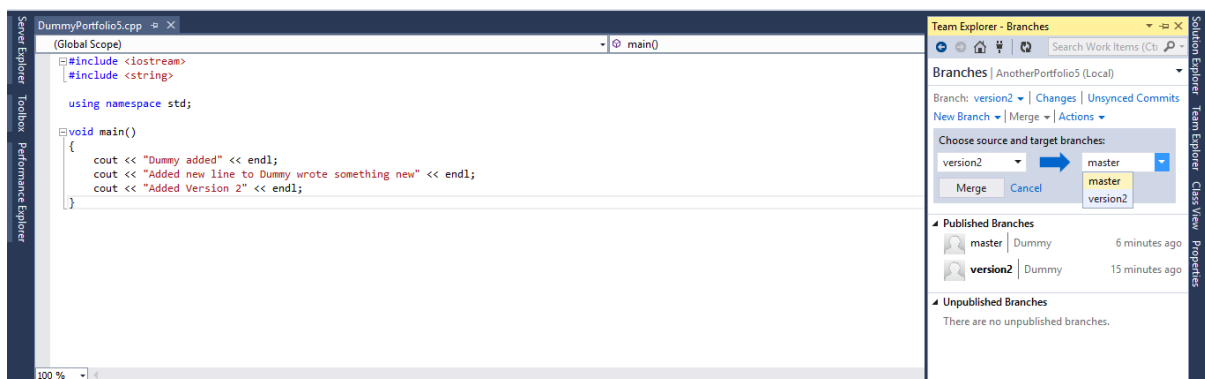 Server Explorer
Toolbox
Performance Explorer
DummyPortfolio5.cpp
(Global Scope)
main()
#include <iostream>
#include <string>
using namespace std;
void main()
{
cout << "Dummy added" << endl;
cout << "Added new line to Dummy wrote something new" << endl;
cout << "Added Version 2" << endl;
}
100 %
Team Explorer - Branches
Search Work Items (Ctr
Branches | AnotherPortfolio5 (Local)
Branch: version2 | Changes | Unsynced Commits
New Branch | Merge | Actions
Choose source and target branches:
version2 master
Merge Cancel
master
version2
Published Branches
master | Dummy 6 minutes ago
version2 | Dummy 15 minutes ago
Unpublished Branches
There are no unpublished branches.
Solution Explorer
Team Explorer
Class View
Properties